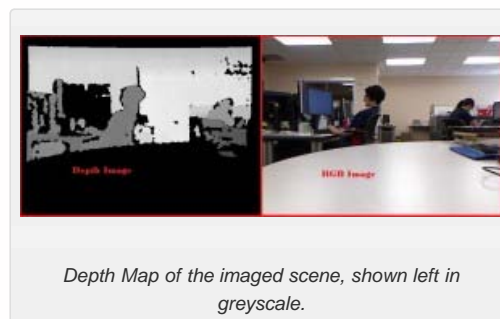 Depth Image
RGB Image
Depth Map of the imaged scene, shown left in
greyscale.